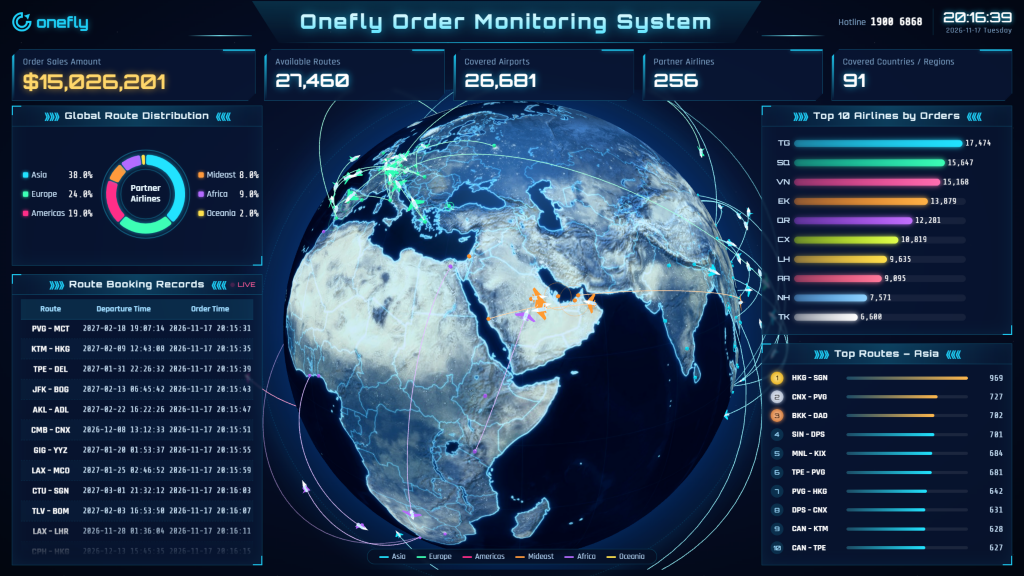 onefly
Onefly Order Monitoring System
Hotline 1900 6868
20:16:39
2026-11-17 Tuesday
Order Sales Amount
$15,026,201
Available Routes
27,460
Covered Airports
26,681
Partner Airlines
256
Covered Countries / Regions
91
Global Route Distribution
Asia 38.0%
Europe 24.0%
Americas 19.0%
Partner
Airlines
Mideast 8.0%
Africa 9.0%
Oceania 2.0%
Route Booking Records
LIVE
Route Departure Time Order Time
PVG – MCT 2027-02-18 19:07:14 2026-11-17 20:15:31
KTM – HKG 2027-02-09 12:43:08 2026-11-17 20:15:35
TPE – DEL 2027-01-31 22:26:32 2026-11-17 20:15:39
JFK – BOG 2027-02-13 06:45:42 2026-11-17 20:15:43
AKL – ADL 2027-02-22 16:22:26 2026-11-17 20:15:47
CMB – CNX 2026-12-08 13:12:33 2026-11-17 20:15:51
GIG – YYZ 2027-01-20 01:53:37 2026-11-17 20:15:55
LAX – MCO 2027-01-25 02:46:52 2026-11-17 20:15:59
CTU – SGN 2027-03-01 21:32:12 2026-11-17 20:16:03
TLV – BOM 2027-02-03 16:53:50 2026-11-17 20:16:07
LAX – LHR 2026-11-28 01:36:04 2026-11-17 20:16:11
CPH – HKG 2026-12-13 15:41:35 2026-11-17 20:16:15
Asia
Europe
Americas
Mideast
Africa
Oceania
Top 10 Airlines by Orders
TG 17,474
SQ 15,647
VN 15,168
EK 13,879
QR 12,281
CX 10,819
LH 9,635
AA 9,095
NH 7,571
TK 6,600
Top Routes – Asia
1 HKG – SGN 969
2 CNX – PVG 727
3 BKK – DAD 702
4 SIN – DPS 701
5 MNL – KIX 684
6 TPE – PVG 681
7 PVG – HKG 642
8 DPS – CNX 631
9 CAN – KTM 628
10 CAN – TPE 627